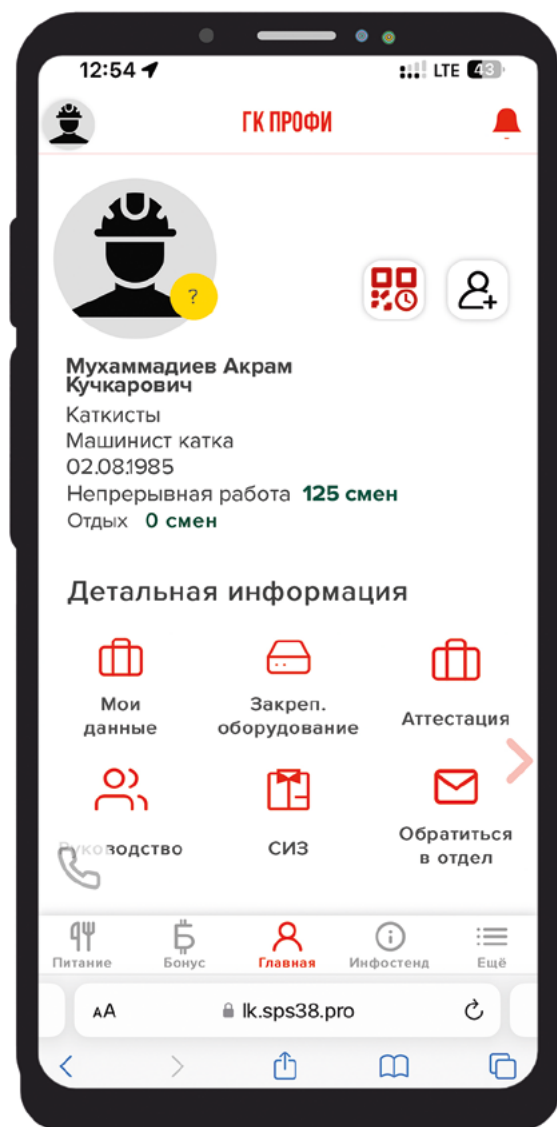 12:54
LTE 43
ГК ПРОФИ
?
Мухаммадиев Акрам
Кучкарович
Каткисты
Машинист катка
02.08.1985
Непрерывная работа 125 смен
Отдых 0 смен
Детальная информация
Мои
данные
Закреп.
оборудование
Аттестация
Руководство
СИЗ
Обратиться
в отдел
Питание
Бонус
Главная
Инфостенд
Ещё
AA
lk.sps38.pro